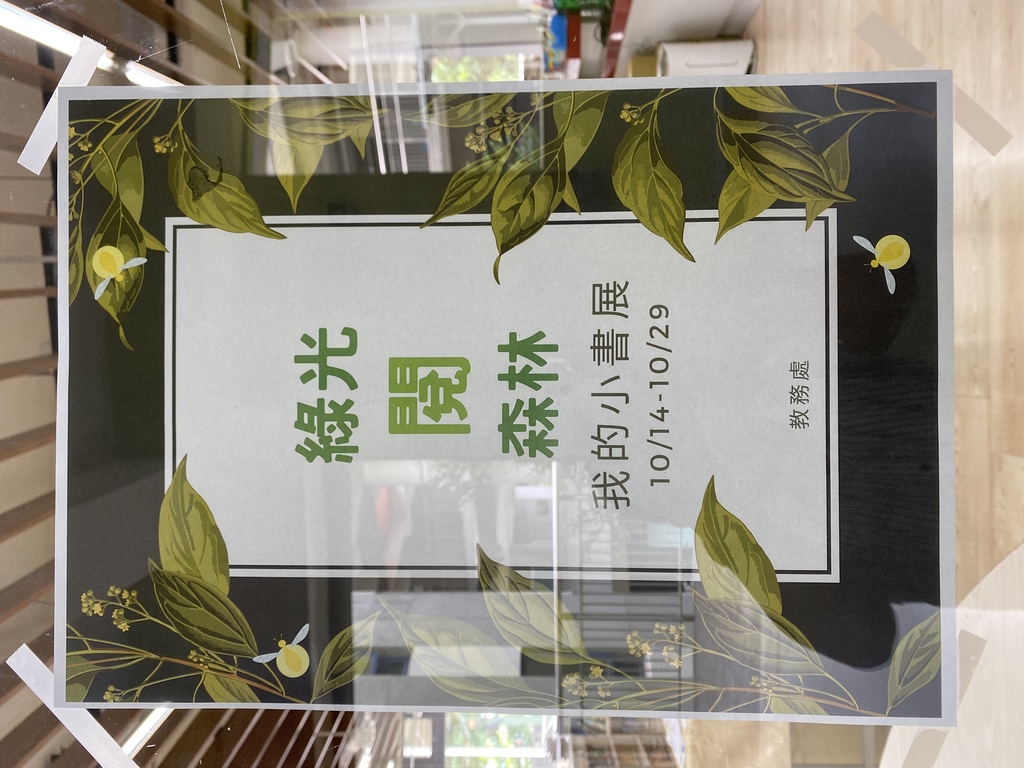 綠光
閱
森林
我的小書展
10/14-10/29
教務處